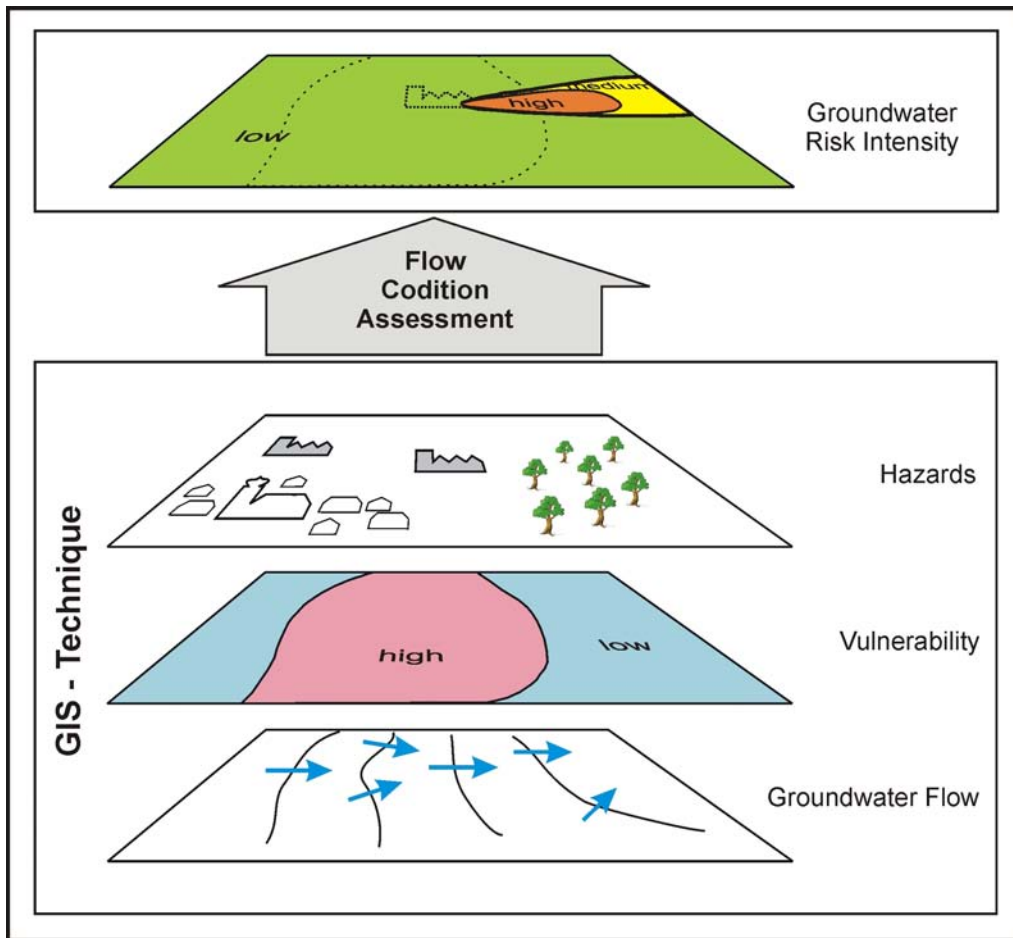 low
high
medium
Groundwater
Risk Intensity
Flow
Codition
Assessment
GIS - Technique
Hazards
high
low
Vulnerability
Groundwater Flow